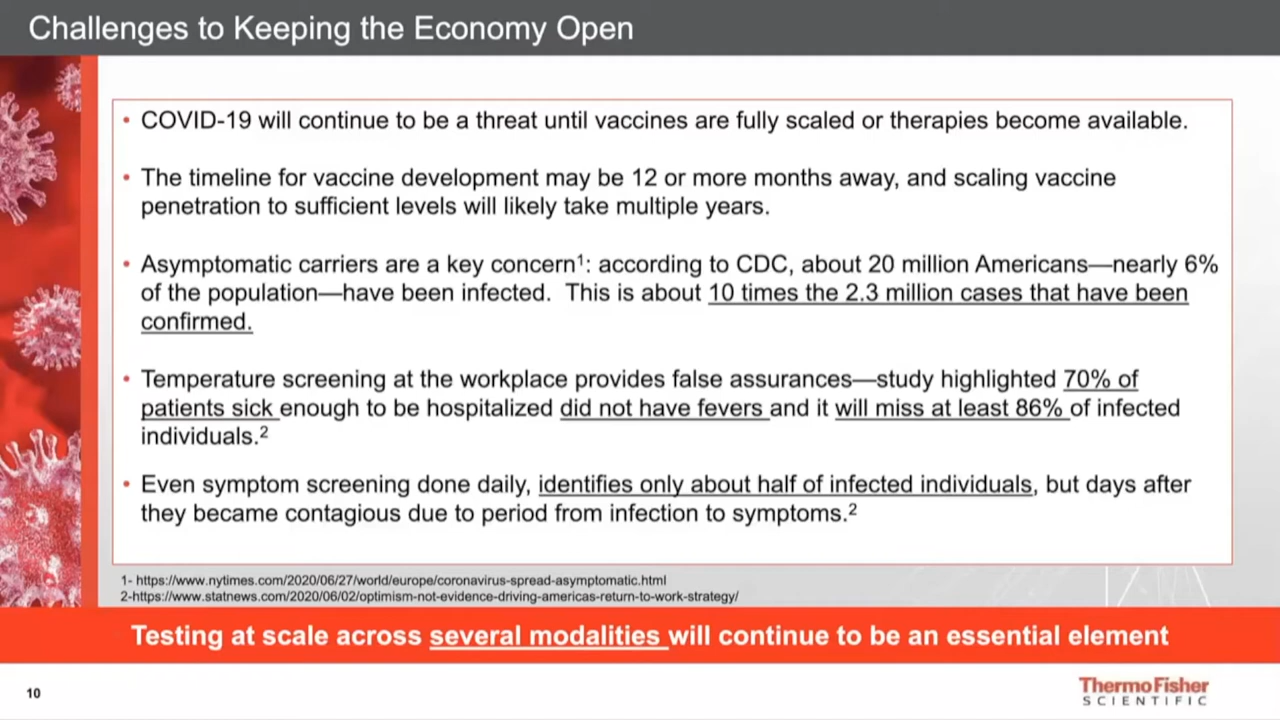 Challenges to Keeping the Economy Open
• COVID-19 will continue to be a threat until vaccines are fully scaled or therapies become available.
• The timeline for vaccine development may be 12 or more months away, and scaling vaccine
penetration to sufficient levels will likely take multiple years.
• Asymptomatic carriers are a key concern¹: according to CDC, about 20 million Americans—nearly 6%
of the population—have been infected.  This is about 10 times the 2.3 million cases that have been
confirmed.
• Temperature screening at the workplace provides false assurances—study highlighted 70% of
patients sick enough to be hospitalized did not have fevers and it will miss at least 86% of infected
individuals.²
• Even symptom screening done daily, identifies only about half of infected individuals, but days after
they became contagious due to period from infection to symptoms.²
1- https://www.nytimes.com/2020/06/27/world/europe/coronavirus-spread-asymptomatic.html
2-https://www.statnews.com/2020/06/02/optimism-not-evidence-driving-americas-return-to-work-strategy/
Testing at scale across several modalities will continue to be an essential element
10
ThermoFisher
SCIENTIFIC